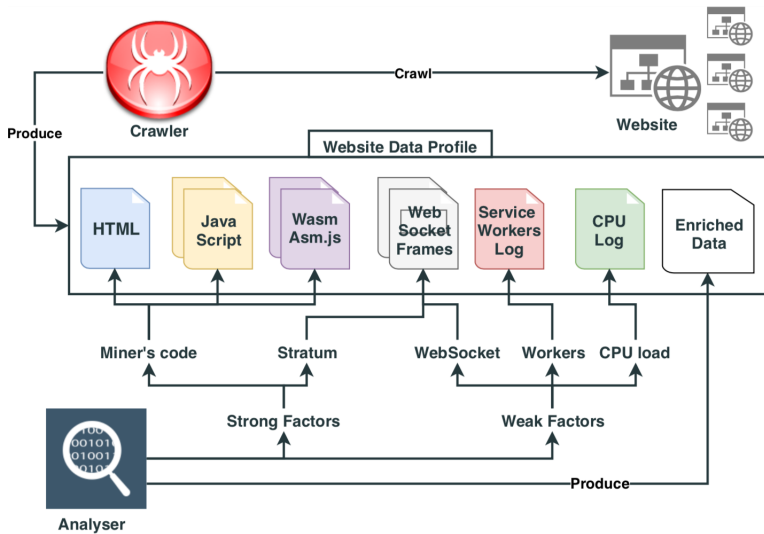 Crawl
Crawler
Website
Produce
Website Data Profile
HTML
Java
Script
Wasm
Asm.js
Web
Socket
Frames
Service
Workers
Log
CPU
Log
Enriched
Data
Miner's code
Stratum
WebSocket
Workers
CPU load
Strong Factors
Weak Factors
Produce
Analyser